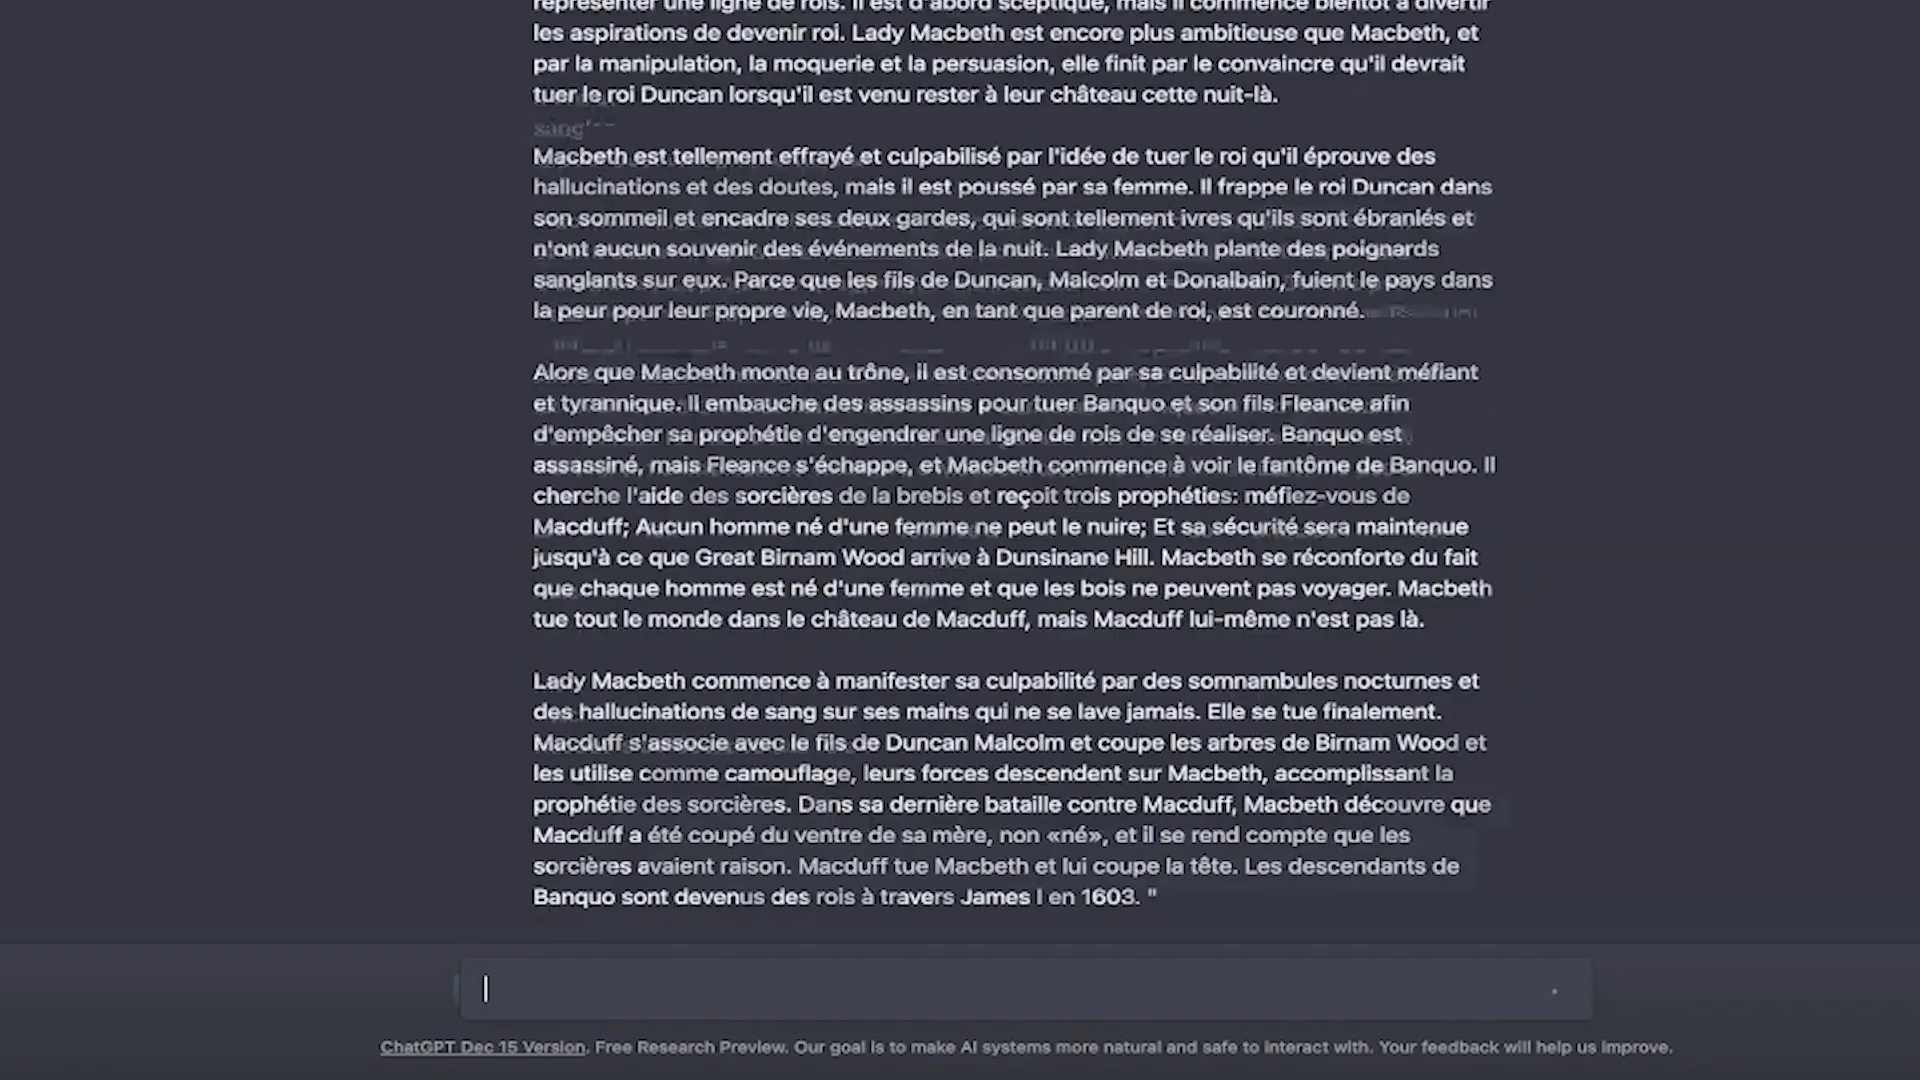 représenter une ligne de rois. Il est d'abord sceptique, mais il commence bientôt à divertir
les aspirations de devenir roi. Lady Macbeth est encore plus ambitieuse que Macbeth, et
par la manipulation, la moquerie et la persuasion, elle finit par le convaincre qu'il devrait
tuer le roi Duncan lorsqu'il est venu rester à leur château cette nuit-là.
Macbeth est tellement effrayé et culpabilisé par l'idée de tuer le roi qu'il éprouve des
hallucinations et des doutes, mais il est poussé par sa femme. Il frappe le roi Duncan dans
son sommeil et encadre ses deux gardes, qui sont tellement ivres qu'ils sont ébranlés et
n'ont aucun souvenir des événements de la nuit. Lady Macbeth plante des poignards
sanglants sur eux. Parce que les fils de Duncan, Malcolm et Donalbain, fuient le pays dans
la peur pour leur propre vie, Macbeth, en tant que parent de roi, est couronné.
Alors que Macbeth monte au trône, il est consommé par sa culpabilité et devient méfiant
et tyrannique. Il embauche des assassins pour tuer Banquo et son fils Fleance afin
d'empêcher sa prophétie d'engendrer une ligne de rois de se réaliser. Banquo est
assassiné, mais Fleance s'échappe, et Macbeth commence à voir le fantôme de Banquo. Il
cherche l'aide des sorcières de la brebis et reçoit trois prophéties: méfiez-vous de
Macduff; Aucun homme né d'une femme ne peut le nuire; Et sa sécurité sera maintenue
jusqu'à ce que Great Birnam Wood arrive à Dunsinane Hill. Macbeth se réconforte du fait
que chaque homme est né d'une femme et que les bois ne peuvent pas voyager. Macbeth
tue tout le monde dans le château de Macduff, mais Macduff lui-même n'est pas là.
Lady Macbeth commence à manifester sa culpabilité par des somnambules nocturnes et
des hallucinations de sang sur ses mains qui ne se lave jamais. Elle se tue finalement.
Macduff s'associe avec le fils de Duncan Malcolm et coupe les arbres de Birnam Wood et
les utilise comme camouflage, leurs forces descendent sur Macbeth, accomplissant la
prophétie des sorcières. Dans sa dernière bataille contre Macduff, Macbeth découvre que
Macduff a été coupé du ventre de sa mère, non «né», et il se rend compte que les
sorcières avaient raison. Macduff tue Macbeth et lui coupe la tête. Les descendants de
Banquo sont devenus des rois à travers James I en 1603. "
ChatGPT Dec 15 Version. Free Research Preview. Our goal is to make AI systems more natural and safe to interact with. Your feedback will help us improve.